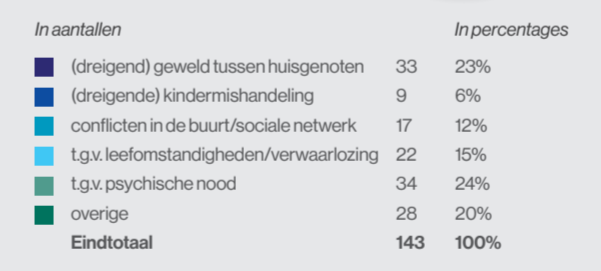 In aantallen In percentages
(dreigend) geweld tussen huisgenoten 33 23%
(dreigende) kindermishandeling 9 6%
conflicten in de buurt/sociale netwerk 17 12%
t.g.v. leefomstandigheden/verwaarlozing 22 15%
t.g.v. psychische nood 34 24%
overige 28 20%
Eindtotaal 143 100%